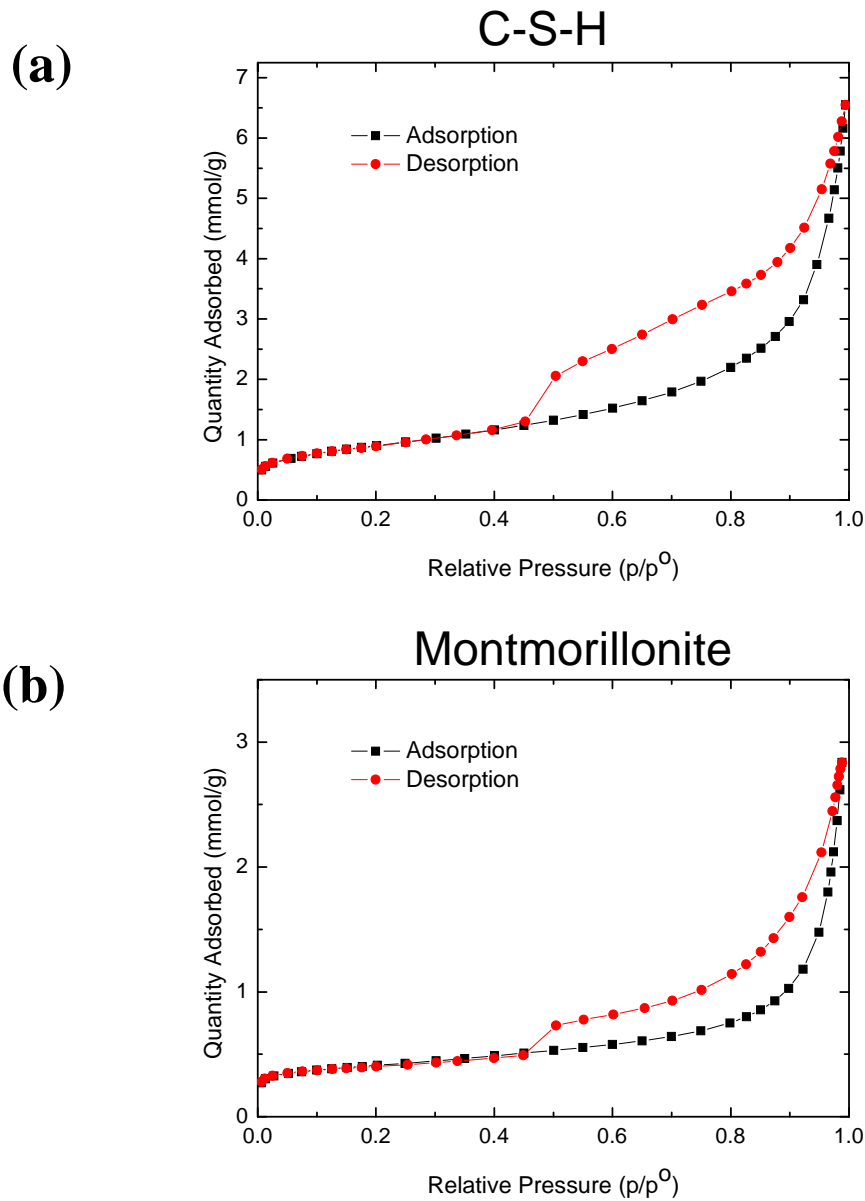 C-S-H
(a)
7
6
5
4
3
2
1
0
Quantity Adsorbed (mmol/g)
Adsorption
Desorption
0.0 0.2 0.4 0.6 0.8 1.0
Relative Pressure (p/pº)
Montmorillonite
(b)
3
2
1
0
Quantity Adsorbed (mmol/g)
Adsorption
Desorption
0.0 0.2 0.4 0.6 0.8 1.0
Relative Pressure (p/pº)